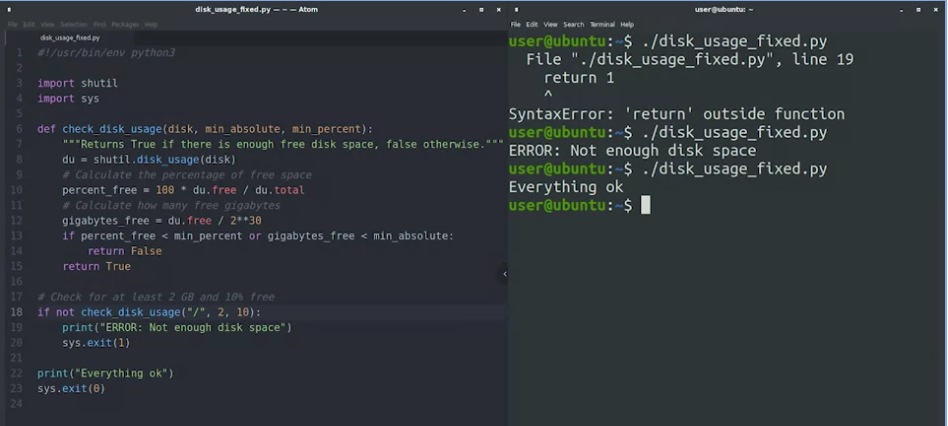 disk_usage_fixed.py — ~ — Atom
File Edit View Selection Find Packages Help
disk_usage_fixed.py
1 #!/usr/bin/env python3
2
3 import shutil
4 import sys
5
6 def check_disk_usage(disk, min_absolute, min_percent):
7 """Returns True if there is enough free disk space, false otherwise."""
8 du = shutil.disk_usage(disk)
9 # Calculate the percentage of free space
10 percent_free = 100 * du.free / du.total
11 # Calculate how many free gigabytes
12 gigabytes_free = du.free / 2**30
13 if percent_free < min_percent or gigabytes_free < min_absolute:
14 return False
15 return True
16
17 # Check for at least 2 GB and 10% free
18 if not check_disk_usage("/", 2, 10):
19 print("ERROR: Not enough disk space")
20 sys.exit(1)
21
22 print("Everything ok")
23 sys.exit(0)
24
user@ubuntu: ~
File Edit View Search Terminal Help
user@ubuntu:~$ ./disk_usage_fixed.py
File "./disk_usage_fixed.py", line 19
return 1
^
SyntaxError: 'return' outside function
user@ubuntu:~$ ./disk_usage_fixed.py
ERROR: Not enough disk space
user@ubuntu:~$ ./disk_usage_fixed.py
Everything ok
user@ubuntu:~$